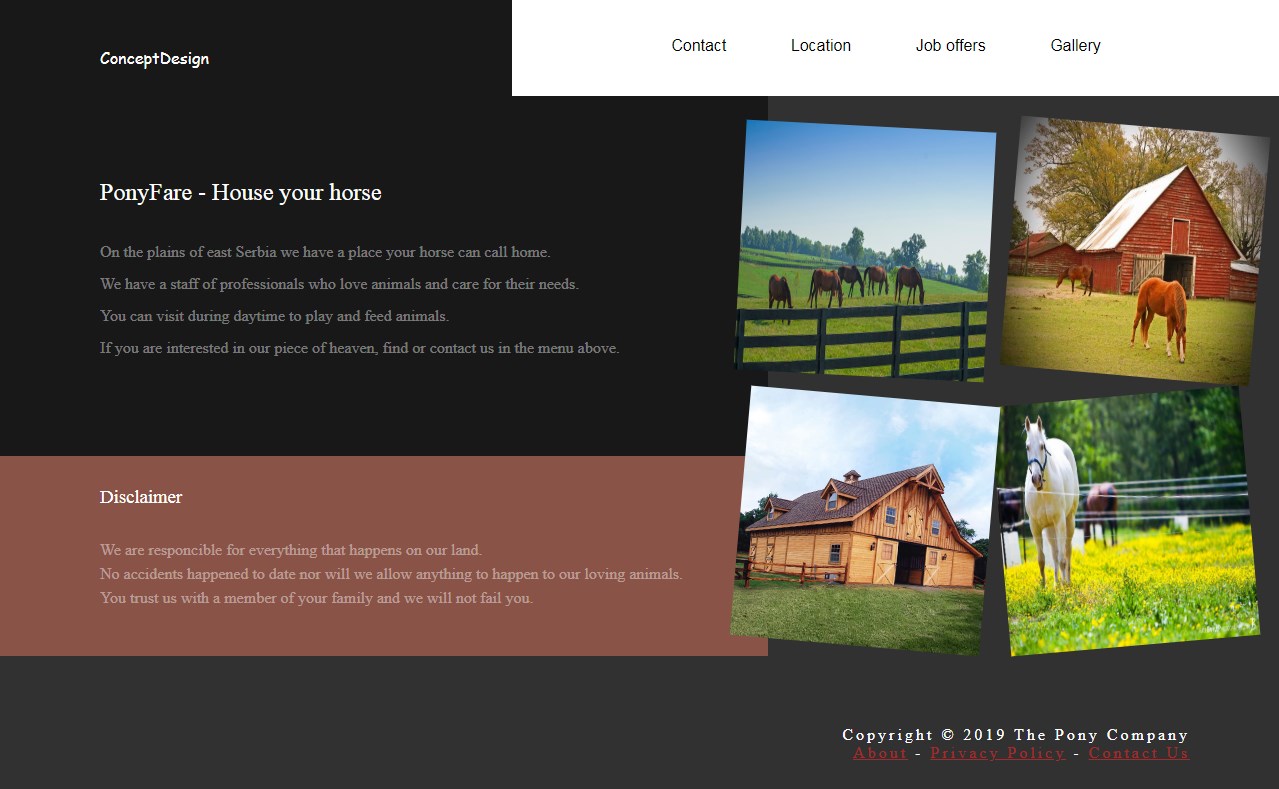 ConceptDesign
Contact
Location
Job offers
Gallery
PonyFare - House your horse
On the plains of east Serbia we have a place your horse can call home.
We have a staff of professionals who love animals and care for their needs.
You can visit during daytime to play and feed animals.
If you are interested in our piece of heaven, find or contact us in the menu above.
Disclaimer
We are responcible for everything that happens on our land.
No accidents happened to date nor will we allow anything to happen to our loving animals.
You trust us with a member of your family and we will not fail you.
Copyright © 2019 The Pony Company
About - Privacy Policy - Contact Us